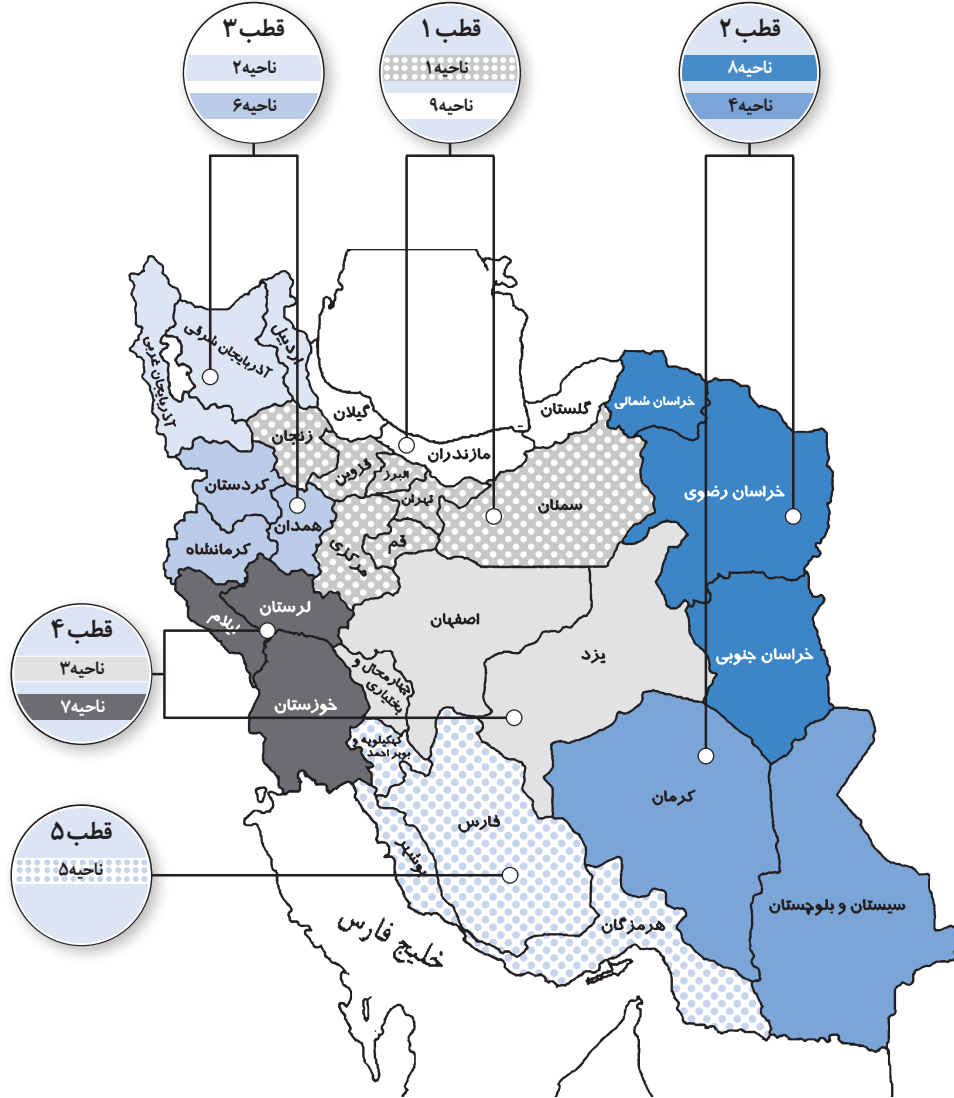 قطب ۳
ناحیه۲
ناحیه۶
قطب ۱
ناحیه۱
ناحیه۹
قطب ۲
ناحیه۸
ناحیه۴
آذربایجان شرقی
اردبیل
آذربایجان غربی
گیلان
گلستان
خراسان شمالی
زنجان
مازندران
قزوین
البرز
تهران
کردستان
همدان
سمنان
خراسان رضوی
کرمانشاه
مرکزی
قم
ایلام
لرستان
اصفهان
یزد
خراسان جنوبی
قطب ۴
ناحیه۳
ناحیه۷
چهارمحال و
بختیاری
خوزستان
کهکیلویه و
بویر احمد
کرمان
قطب ۵
ناحیه۵
فارس
بوشهر
سیستان و بلوچستان
هرمزگان
خلیج فارس